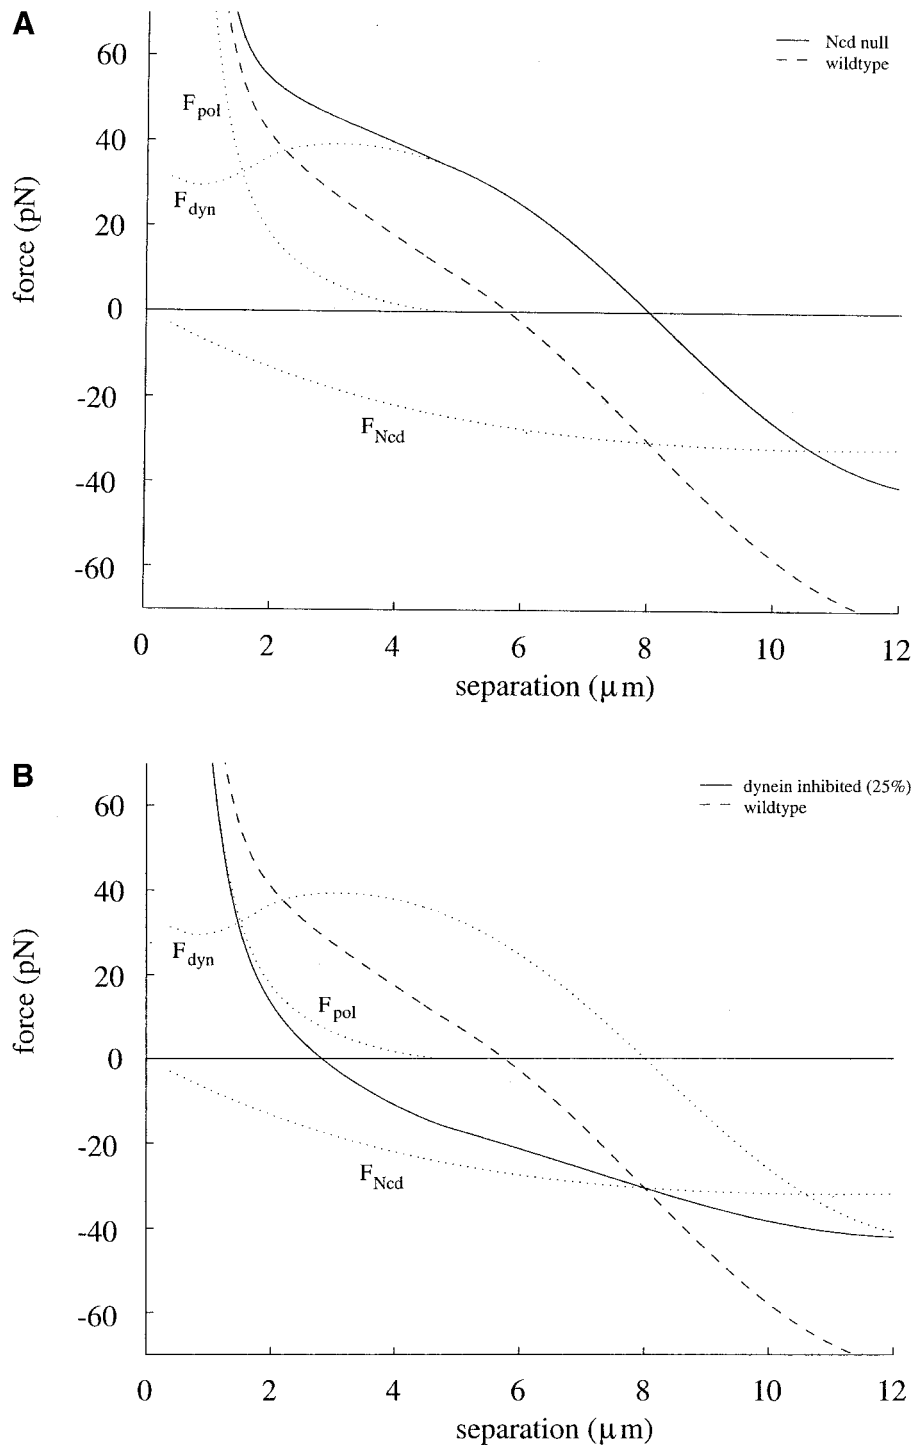 A
Ncd null
wildtype
60
40
20
0
-20
-40
-60
force (pN)
F pol
F dyn
F Ncd
0 2 4 6 8 10 12
separation (μm)
B
dynein inhibited (25%)
wildtype
60
40
20
0
-20
-40
-60
force (pN)
F dyn
F pol
F Ncd
0 2 4 6 8 10 12
separation (μm)